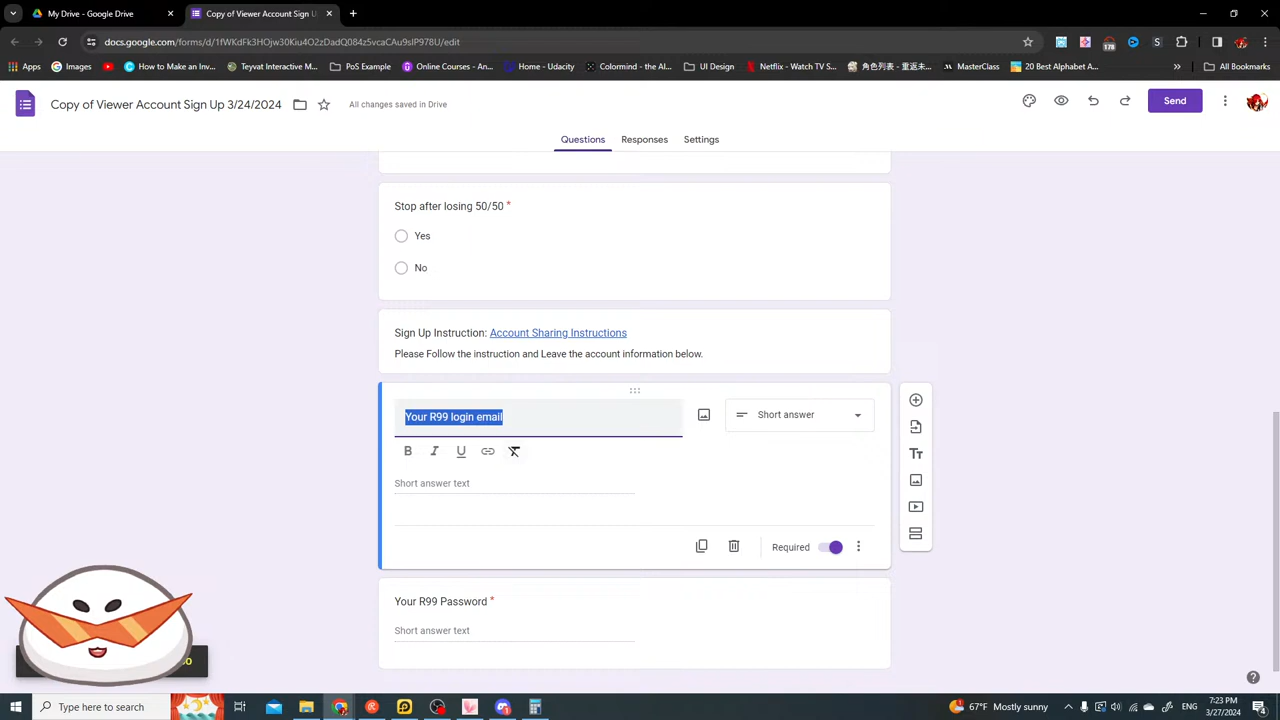 My Drive - Google Drive
Copy of Viewer Account Sign U
docs.google.com/forms/d/1fWKdFk3HOjw30Kiu4O2zDadQ084z5vcaCAu9slP978U/edit
178
Apps
Images
How to Make an Inv...
Teyvat Interactive M...
PoS Example
Online Courses - An...
Home - Udacity
Colormind - the AI...
UI Design
Netflix - Watch TV S...
角色列表 - 重返未...
MasterClass
20 Best Alphabet A...
All Bookmarks
Copy of Viewer Account Sign Up 3/24/2024
All changes saved in Drive
Send
Questions
Responses
Settings
Stop after losing 50/50 *
Yes
No
Sign Up Instruction: Account Sharing Instructions
Please Follow the instruction and Leave the account information below.
Your R99 login email
Short answer
B I U
Short answer text
Required
Your R99 Password *
Short answer text
Type here to search
67°F Mostly sunny
7:23 PM
3/27/2024